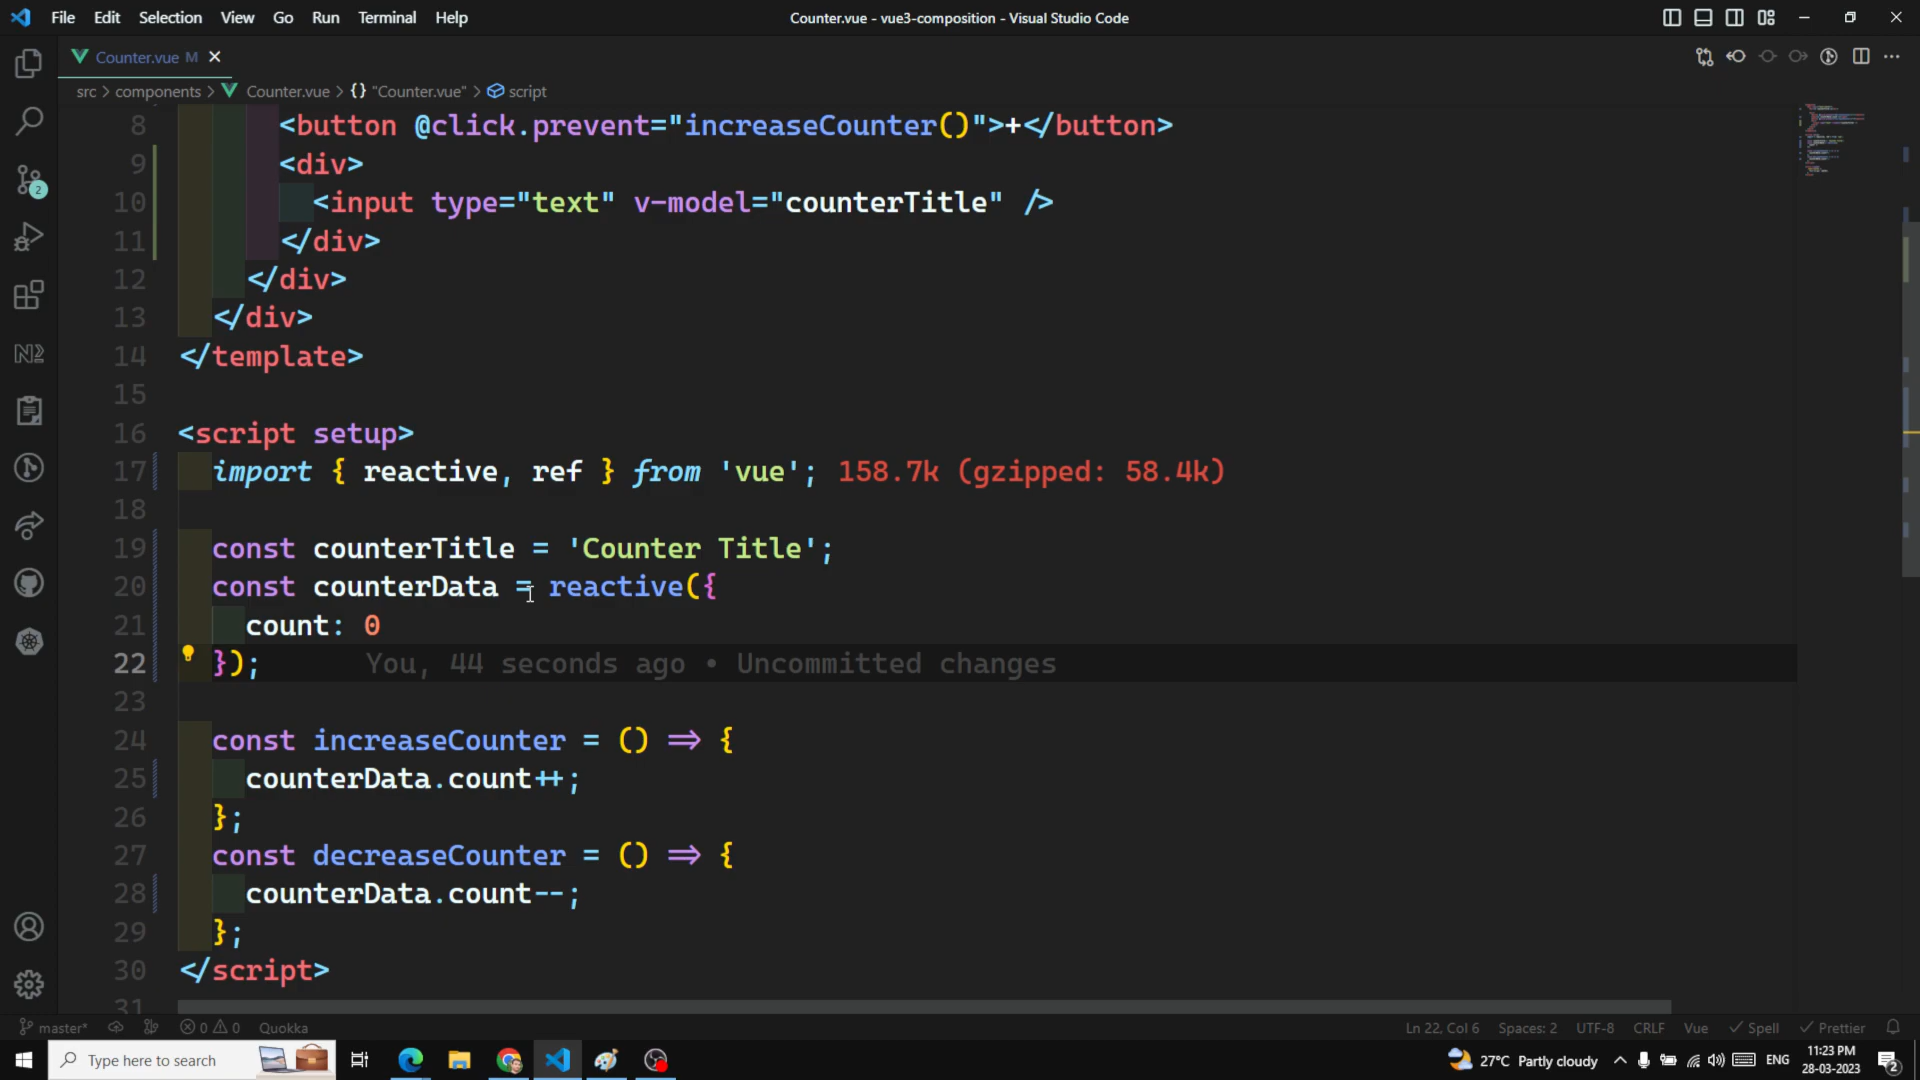 File Edit Selection View Go Run Terminal Help
Counter.vue - vue3-composition - Visual Studio Code
Counter.vue M
src > components > Counter.vue > {} "Counter.vue" > script
8 <button @click.prevent="increaseCounter()">+</button>
9 <div>
10 <input type="text" v-model="counterTitle" />
11 </div>
12 </div>
13 </div>
14 </template>
15
16 <script setup>
17 import { reactive, ref } from 'vue'; 158.7k (gzipped: 58.4k)
18
19 const counterTitle = 'Counter Title';
20 const counterData = reactive({
21 count: 0
22 }); You, 44 seconds ago • Uncommitted changes
23
24 const increaseCounter = () => {
25 counterData.count++;
26 };
27 const decreaseCounter = () => {
28 counterData.count--;
29 };
30 </script>
31
2
master* 0 0 Quokka
Ln 22, Col 6 Spaces: 2 UTF-8 CRLF Vue Spell Prettier
Type here to search
27°C Partly cloudy
ENG
11:23 PM
28-03-2023
2